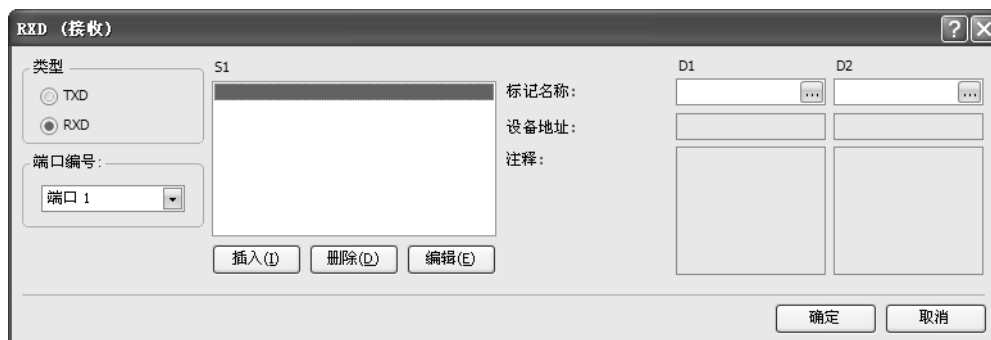 RXD （接收）
类型
TXD
RXD
端口编号:
端口 1
S1
插入(I)
删除(D)
编辑(E)
D1
D2
标记名称:
...
...
设备地址:
注释:
确定
取消